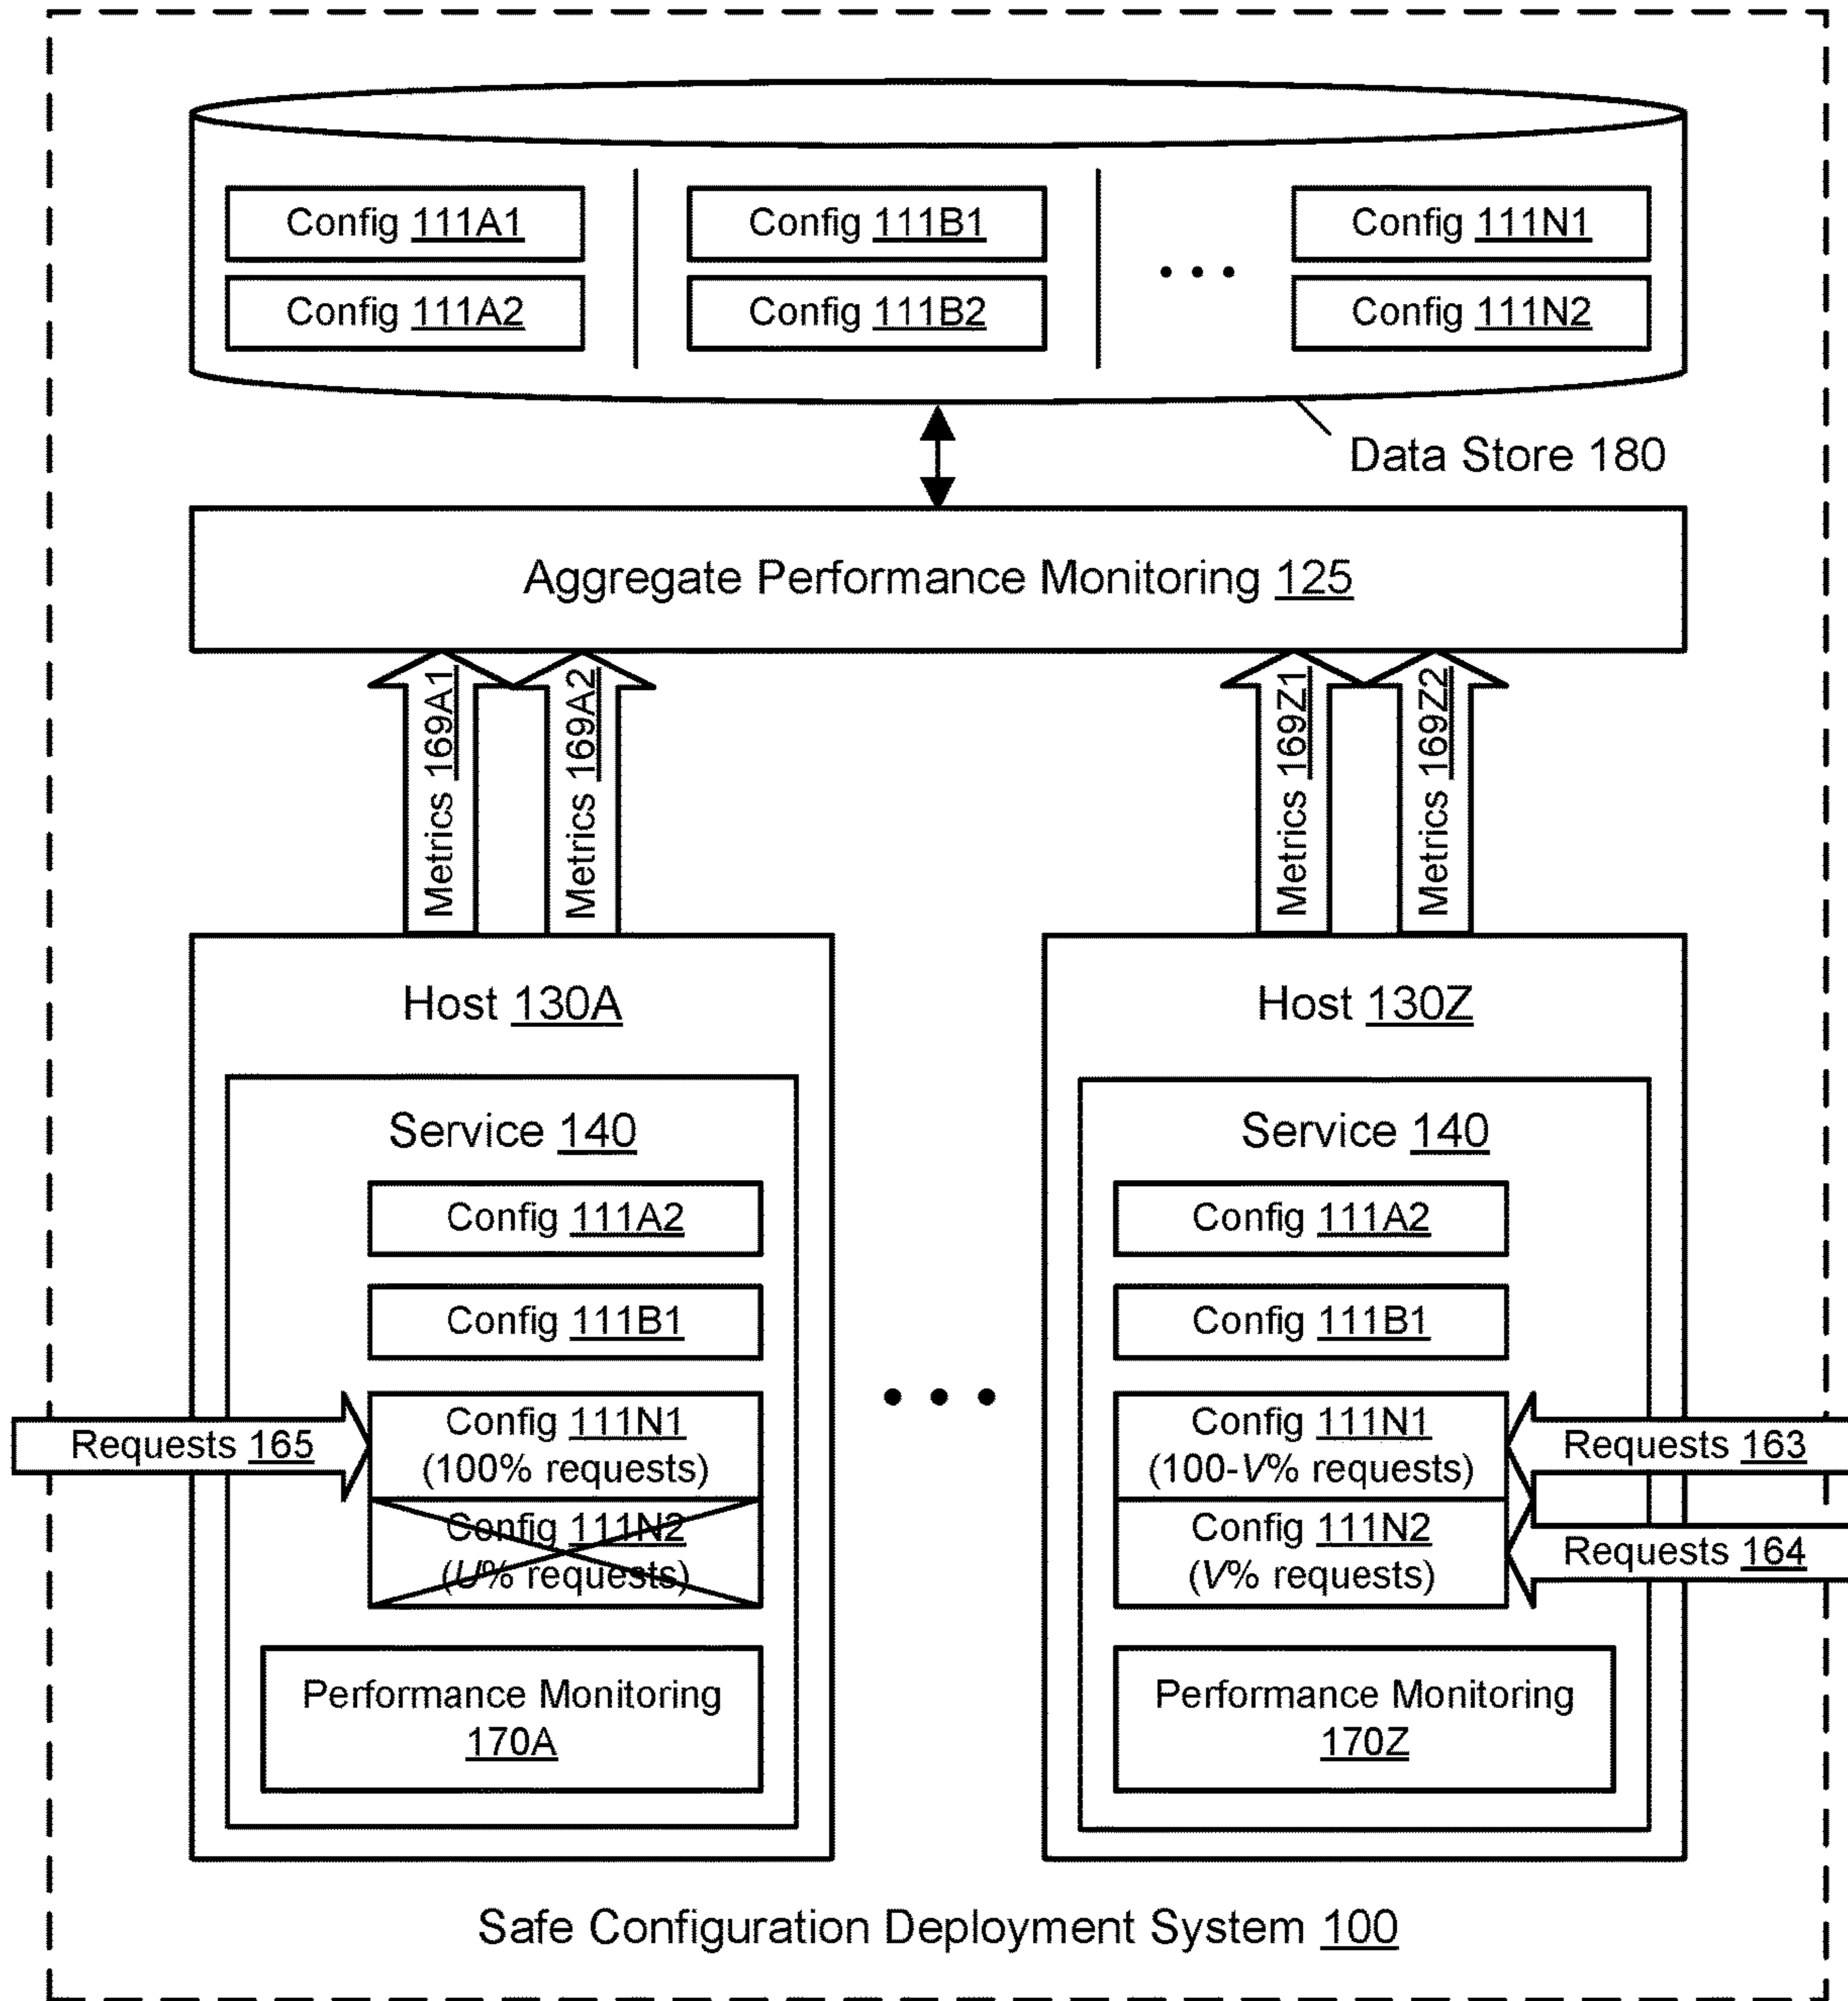 Config 111A1
Config 111A2
Config 111B1
Config 111B2
• • •
Config 111N1
Config 111N2
Data Store 180
Aggregate Performance Monitoring 125
Metrics 169A1
Metrics 169A2
Metrics 169Z1
Metrics 169Z2
Host 130A
Service 140
Config 111A2
Config 111B1
Requests 165
Config 111N1
(100% requests)
Config 111N2
(U% requests)
Performance Monitoring
170A
• • •
Host 130Z
Service 140
Config 111A2
Config 111B1
Config 111N1
(100-V% requests)
Requests 163
Config 111N2
(V% requests)
Requests 164
Performance Monitoring
170Z
Safe Configuration Deployment System 100